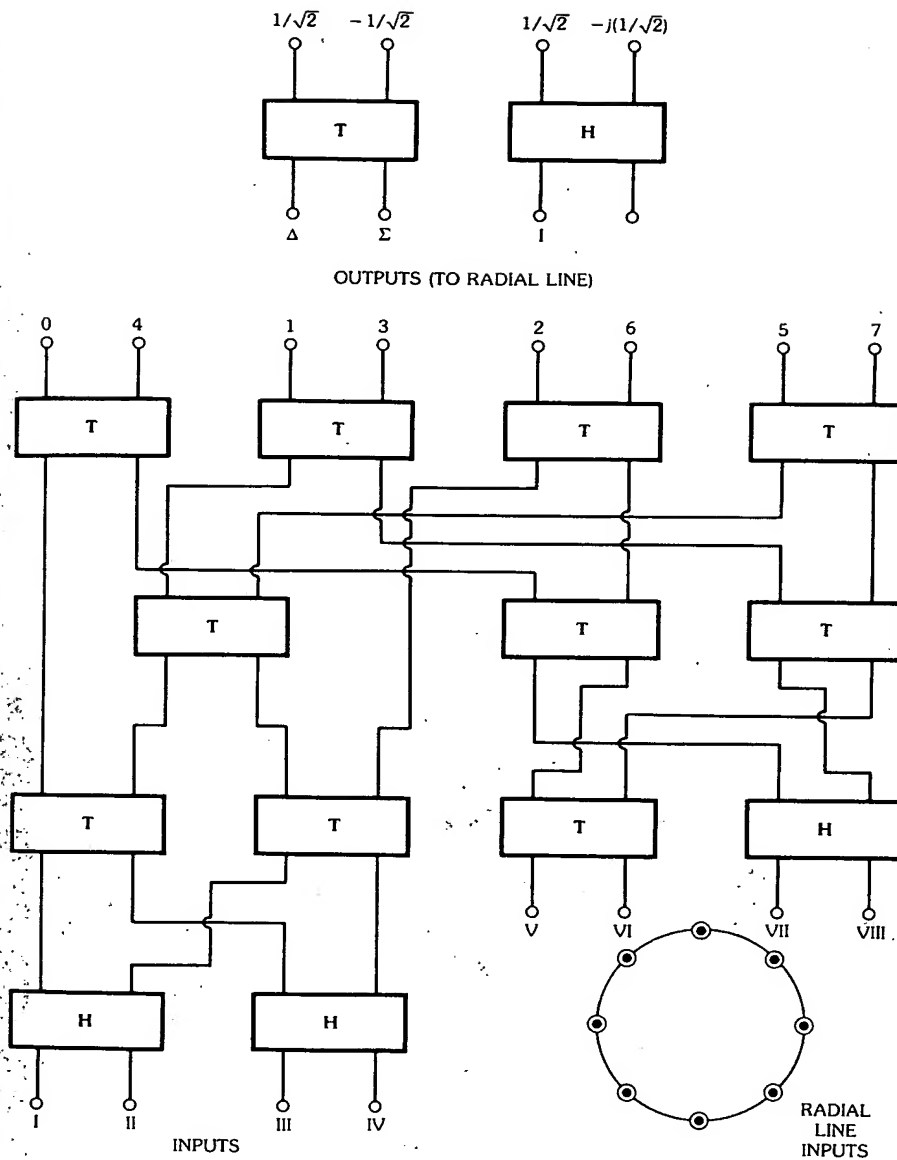 1/√2 - 1/√2 1/√2 -j(1/√2)
T H
Δ Σ I
OUTPUTS (TO RADIAL LINE)
0 4 1 3 2 6 5 7
T T T T
T T T
T T T H
V VI VII VIII
H H
I II III IV
INPUTS
RADIAL
LINE
INPUTS